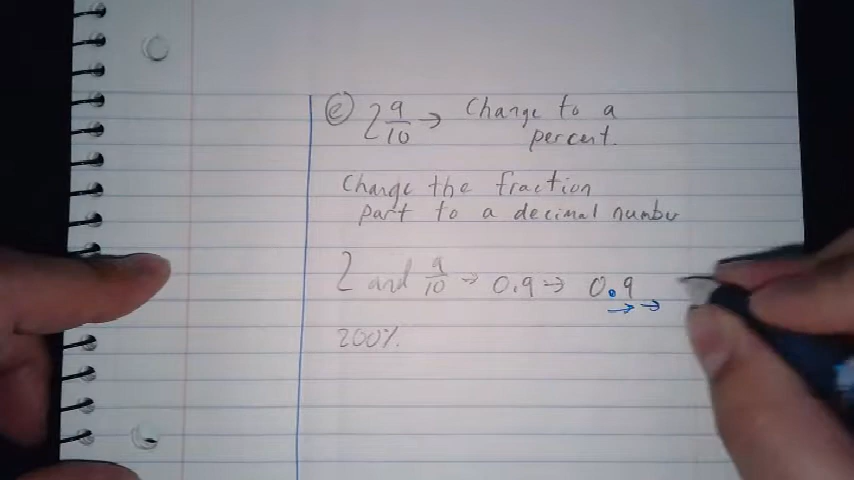 (e) 2 9/10 → Change to a
percent.
Change the fraction
part to a decimal number
2 and 9/10 → 0.9 → 0.9
200%